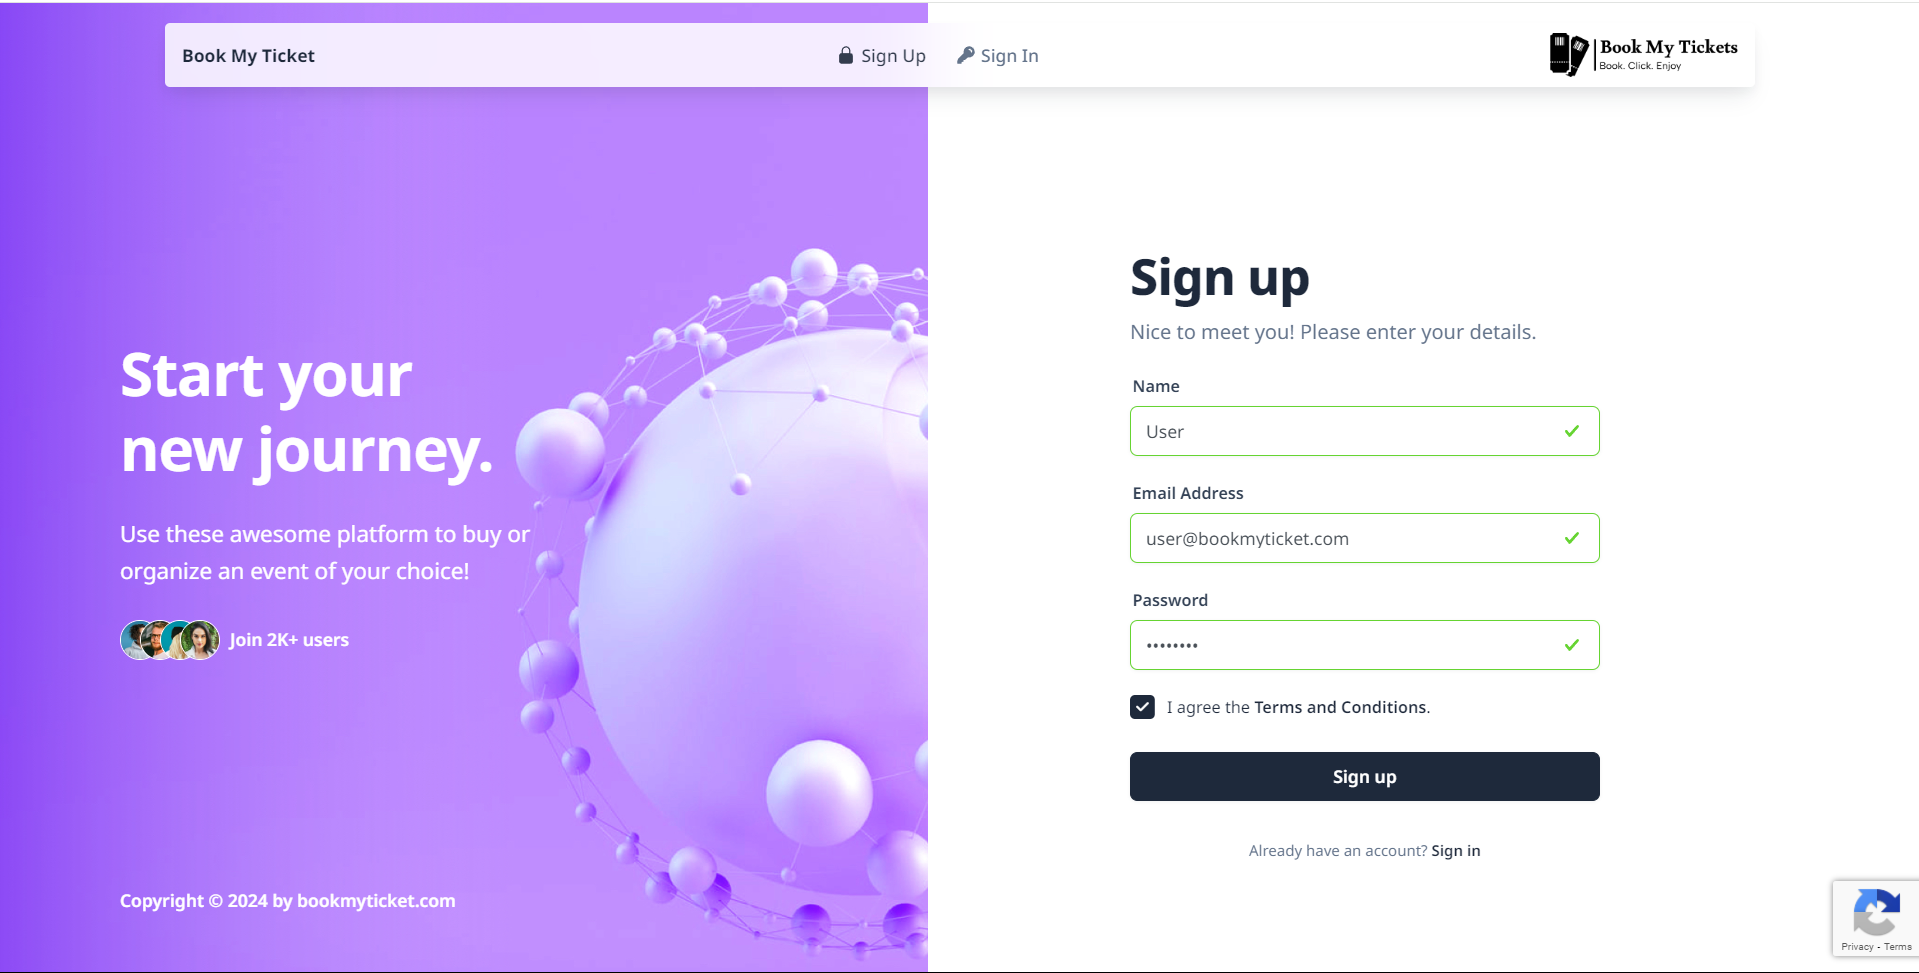 Book My Ticket
Sign Up
Sign In
Book My Tickets
Book. Click. Enjoy
Start your
new journey.
Use these awesome platform to buy or
organize an event of your choice!
Join 2K+ users
Copyright © 2024 by bookmyticket.com
Sign up
Nice to meet you! Please enter your details.
Name
User
Email Address
user@bookmyticket.com
Password
••••••••
I agree the Terms and Conditions.
Sign up
Already have an account? Sign in
Privacy - Terms